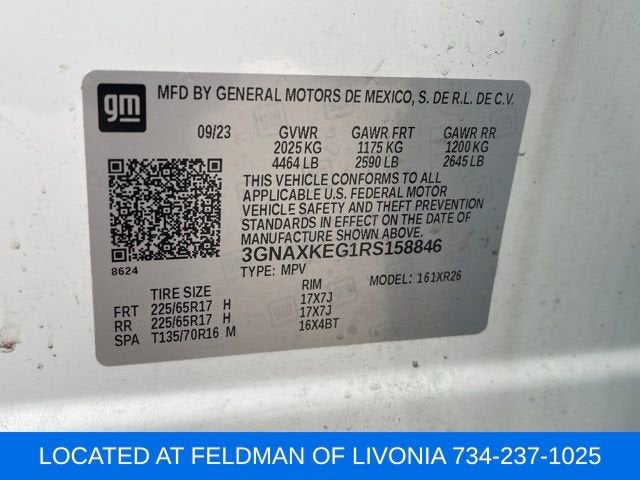 gm
MFD BY GENERAL MOTORS DE MEXICO, S. DE R.L. DE C.V.
09/23 GVWR GAWR FRT GAWR RR
2025 KG 1175 KG 1200 KG
4464 LB 2590 LB 2645 LB
THIS VEHICLE CONFORMS TO ALL
APPLICABLE U.S. FEDERAL MOTOR
VEHICLE SAFETY AND THEFT PREVENTION
STANDARDS IN EFFECT ON THE DATE OF
MANUFACTURE SHOWN ABOVE.
3GNAXKEG1RS158846
8624 TYPE: MPV MODEL: 161XR26
TIRE SIZE RIM
FRT 225/65R17 H 17X7J
RR 225/65R17 H 17X7J
SPA T135/70R16 M 16X4BT
LOCATED AT FELDMAN OF LIVONIA 734-237-1025